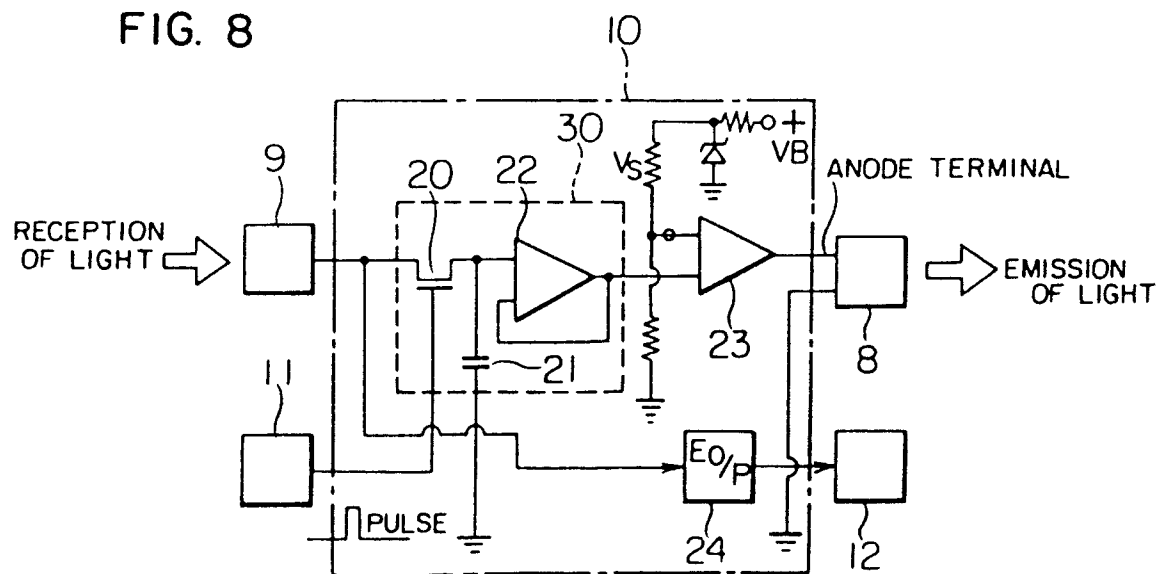 FIG. 8
10
30
9
20
22
VS
+
VB
ANODE TERMINAL
RECEPTION
OF LIGHT
EMISSION
OF LIGHT
23
8
21
11
EO/P
PULSE
24
12